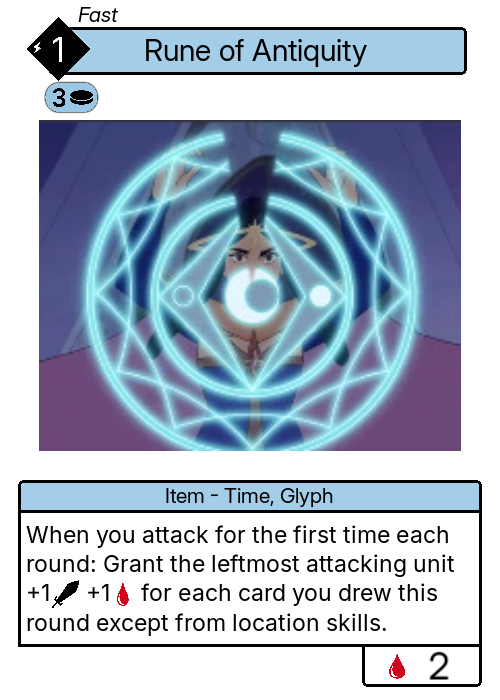 Fast
1 Rune of Antiquity
3
Item - Time, Glyph
When you attack for the first time each
round: Grant the leftmost attacking unit
+1 +1 for each card you drew this
round except from location skills.
2